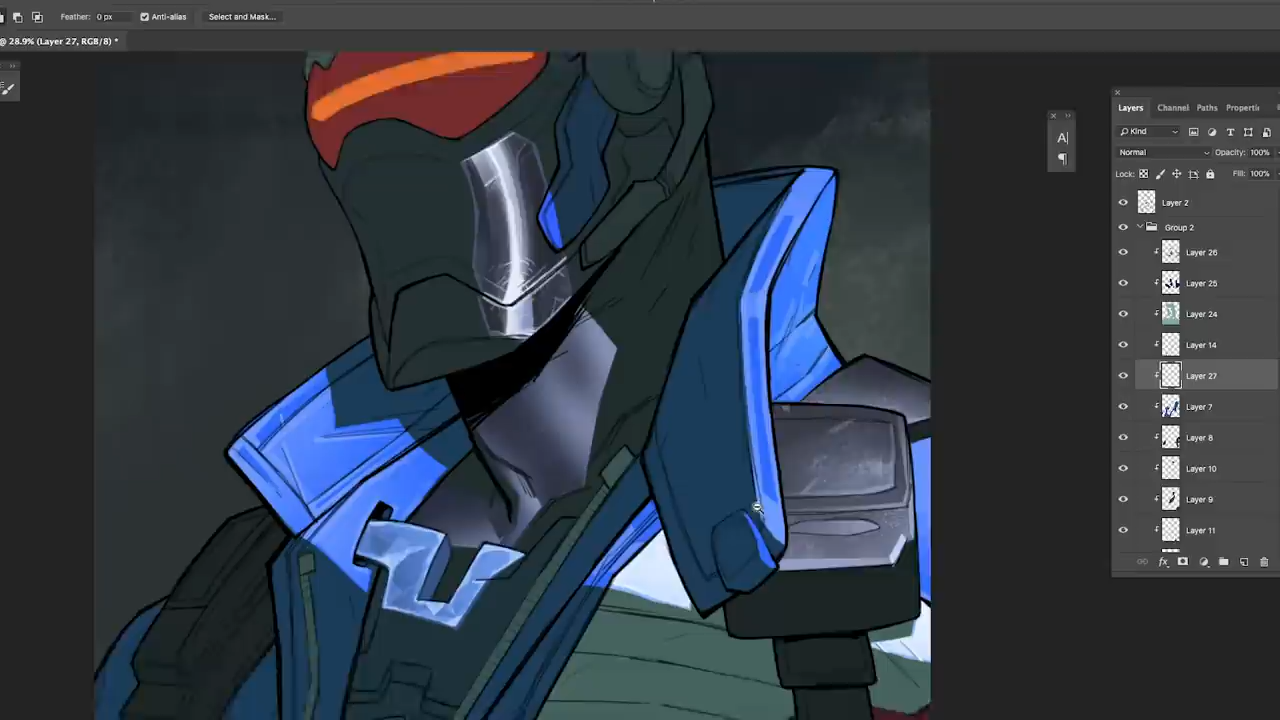 Feather: 0 px Anti-alias Select and Mask...
@ 28.9% (Layer 27, RGB/8) *
Layers Channel Paths Properti
Kind
Normal Opacity: 100%
Lock: Fill: 100%
Layer 2
Group 2
Layer 26
Layer 25
Layer 24
Layer 14
Layer 27
Layer 7
Layer 8
Layer 10
Layer 9
Layer 11
fx